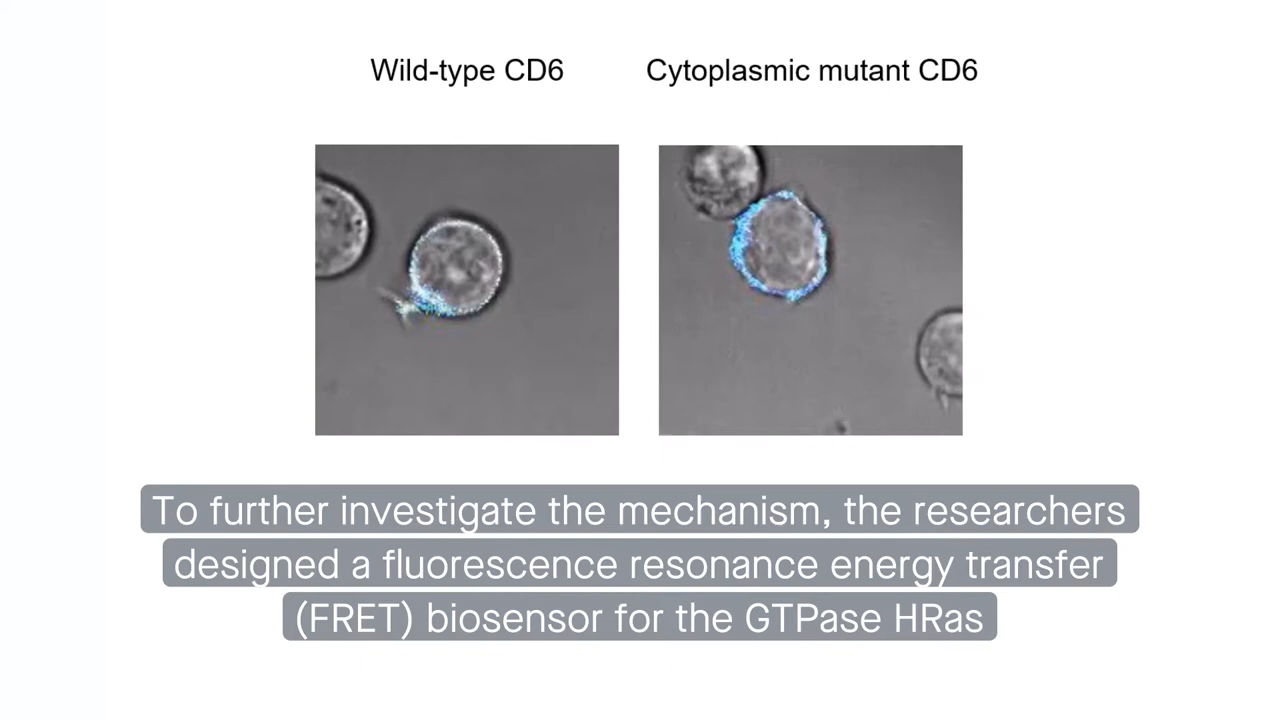 Wild-type CD6
Cytoplasmic mutant CD6
To further investigate the mechanism, the researchers
designed a fluorescence resonance energy transfer
(FRET) biosensor for the GTPase HRas